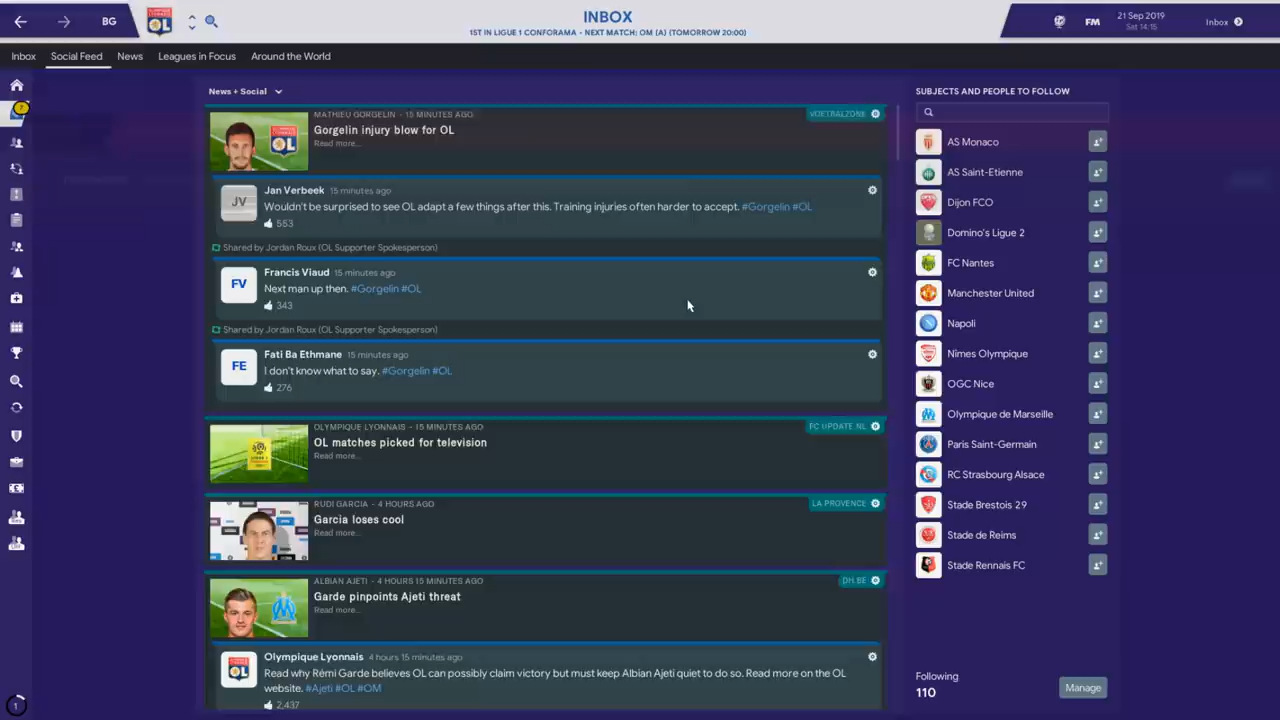 BG
INBOX
1ST IN LIGUE 1 CONFORAMA - NEXT MATCH: OM (A) (TOMORROW 20:00)
FM
21 Sep 2019
Sat 14:15
Inbox
Inbox
Social Feed
News
Leagues in Focus
Around the World
News + Social
MATHIEU GORGELIN - 15 MINUTES AGO
VOETBALZONE
Gorgelin injury blow for OL
Read more...
JV
Jan Verbeek 15 minutes ago
Wouldn't be surprised to see OL adapt a few things after this. Training injuries often harder to accept. #Gorgelin #OL
553
Shared by Jordan Roux (OL Supporter Spokesperson)
FV
Francis Viaud 15 minutes ago
Next man up then. #Gorgelin #OL
343
Shared by Jordan Roux (OL Supporter Spokesperson)
FE
Fati Ba Ethmane 15 minutes ago
I don't know what to say. #Gorgelin #OL
276
OLYMPIQUE LYONNAIS - 15 MINUTES AGO
FC UPDATE.NL
OL matches picked for television
Read more...
RUDI GARCIA - 4 HOURS AGO
LA PROVENCE
Garcia loses cool
Read more...
ALBIAN AJETI - 4 HOURS 15 MINUTES AGO
DH.BE
Garde pinpoints Ajeti threat
Read more...
Olympique Lyonnais 4 hours 15 minutes ago
Read why Rémi Garde believes OL can possibly claim victory but must keep Albian Ajeti quiet to do so. Read more on the OL
website. #Ajeti #OL #OM
2,437
SUBJECTS AND PEOPLE TO FOLLOW
AS Monaco
AS Saint-Etienne
Dijon FCO
Domino's Ligue 2
FC Nantes
Manchester United
Napoli
Nîmes Olympique
OGC Nice
Olympique de Marseille
Paris Saint-Germain
RC Strasbourg Alsace
Stade Brestois 29
Stade de Reims
Stade Rennais FC
Following
110
Manage
1